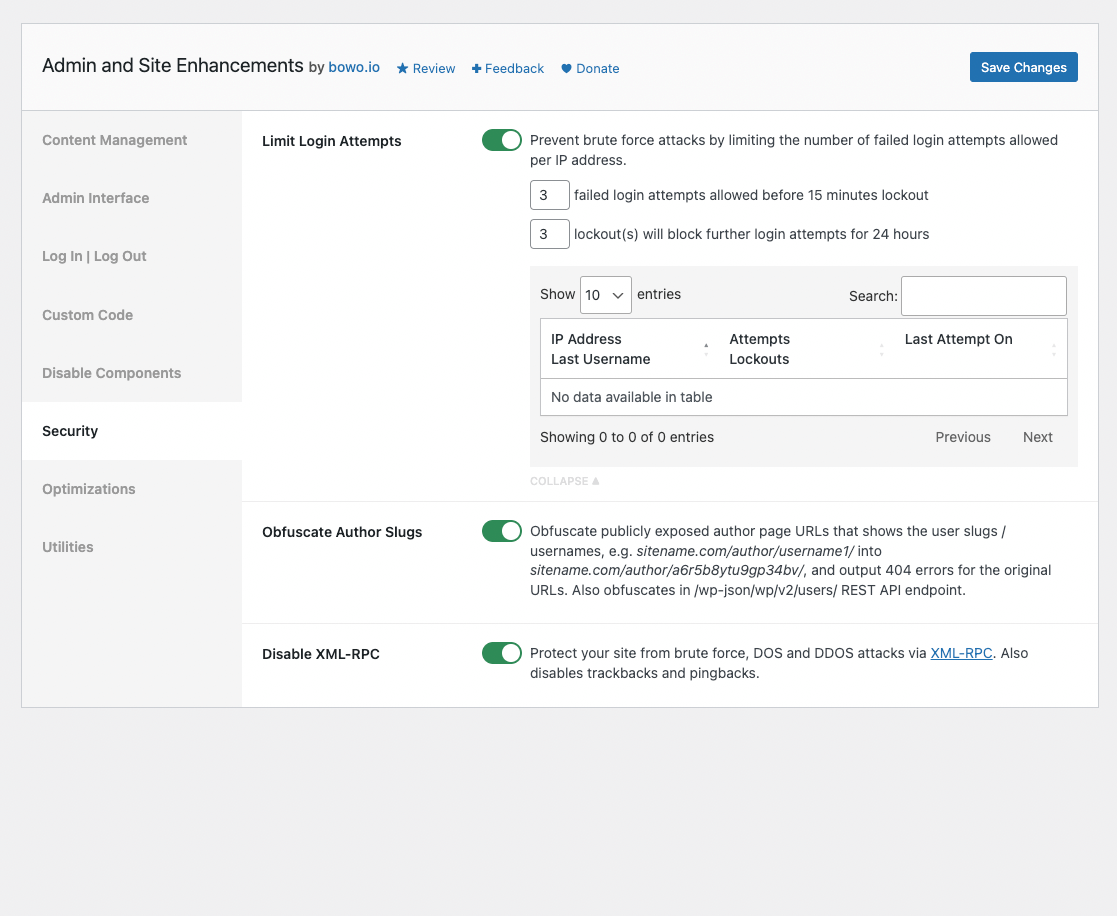 Admin and Site Enhancements by bowo.io Review Feedback Donate
Save Changes
Content Management
Admin Interface
Log In | Log Out
Custom Code
Disable Components
Security
Optimizations
Utilities
Limit Login Attempts
Prevent brute force attacks by limiting the number of failed login attempts allowed
per IP address.
3 failed login attempts allowed before 15 minutes lockout
3 lockout(s) will block further login attempts for 24 hours
Show 10 entries
Search:
IP Address
Last Username
Attempts
Lockouts
Last Attempt On
No data available in table
Showing 0 to 0 of 0 entries
Previous
Next
COLLAPSE ▲
Obfuscate Author Slugs
Obfuscate publicly exposed author page URLs that shows the user slugs /
usernames, e.g. sitename.com/author/username1/ into
sitename.com/author/a6r5b8ytu9gp34bv/, and output 404 errors for the original
URLs. Also obfuscates in /wp-json/wp/v2/users/ REST API endpoint.
Disable XML-RPC
Protect your site from brute force, DOS and DDOS attacks via XML-RPC. Also
disables trackbacks and pingbacks.